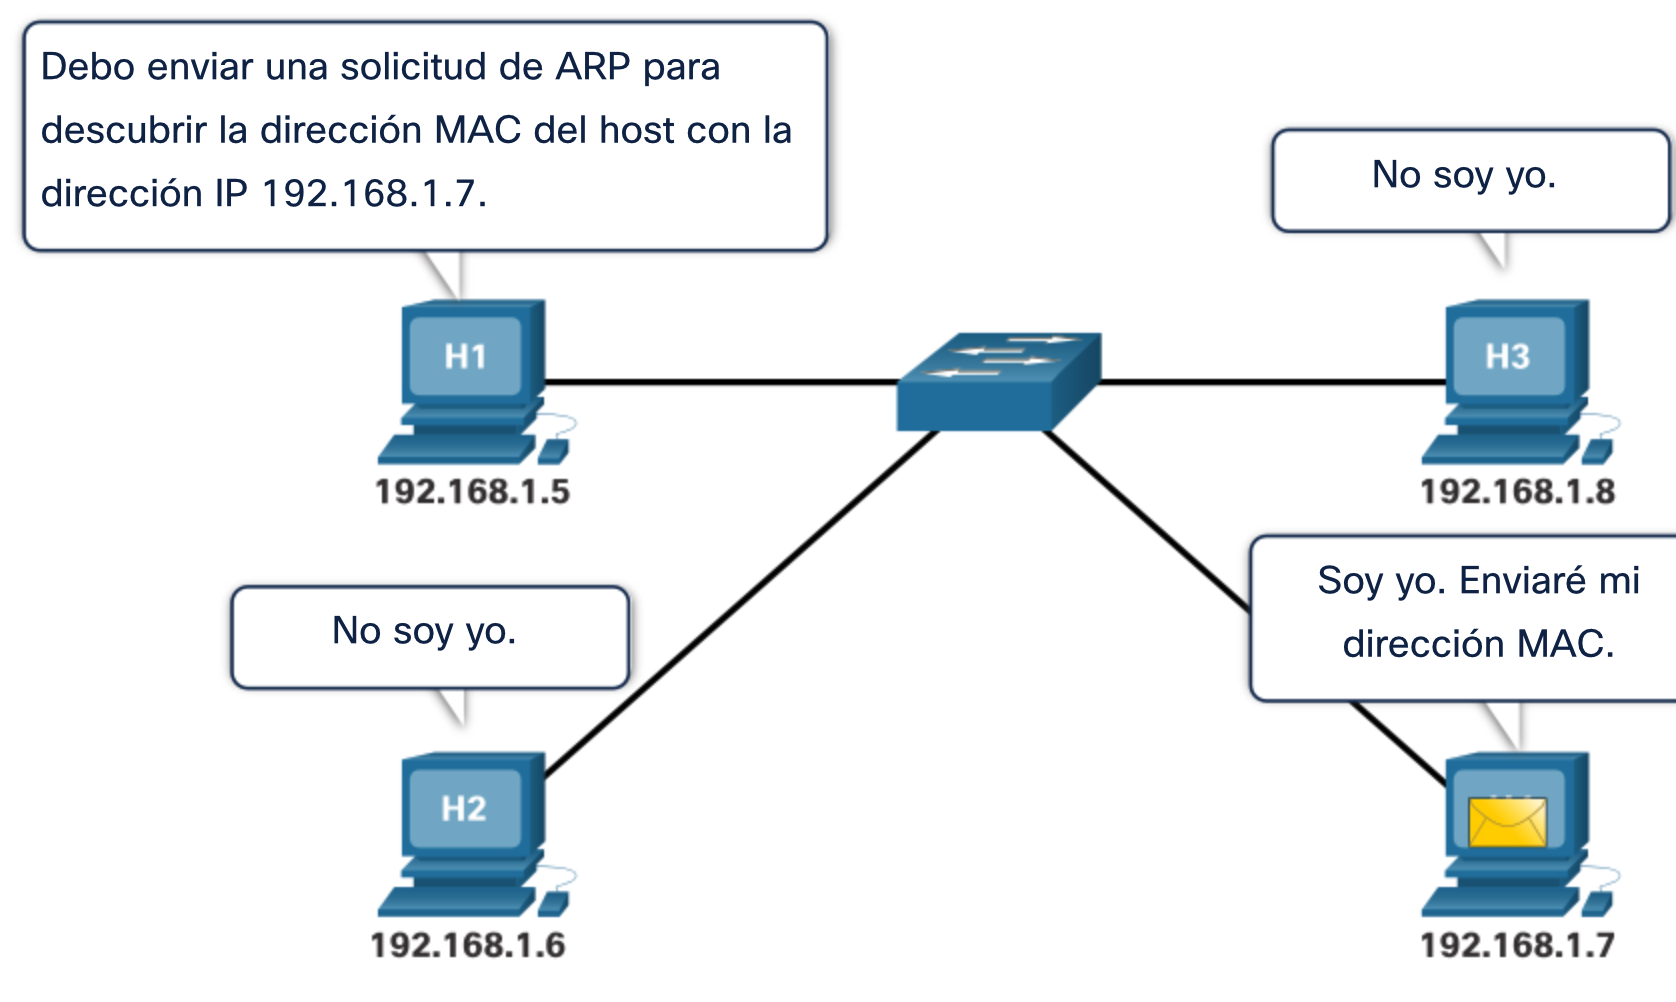 Debo enviar una solicitud de ARP para
descubrir la dirección MAC del host con la
dirección IP 192.168.1.7.
No soy yo.
H1
H3
192.168.1.5
192.168.1.8
No soy yo.
Soy yo. Enviaré mi
dirección MAC.
H2
192.168.1.6
192.168.1.7